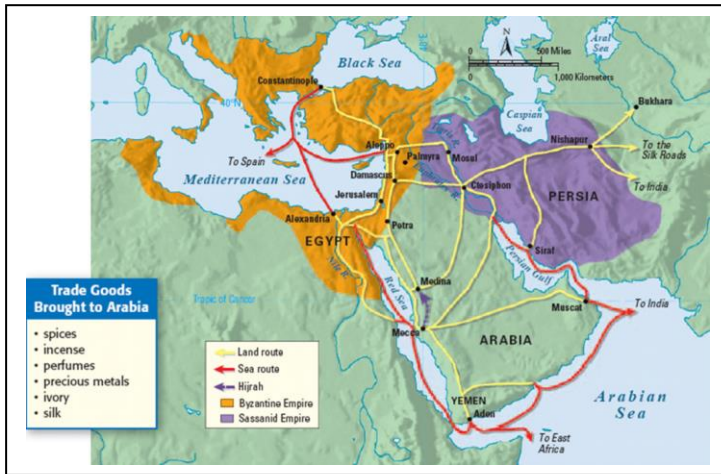 Black Sea
Constantinople
40°E
N
0
500 Miles
0
1,000 Kilometers
Aral
Sea
40°N
Caspian
Sea
Bukhara
To Spain
Aleppo
Tigris R.
Mosul
Nishapur
To the
Silk Roads
Palmyra
Mediterranean Sea
Damascus
Ctesiphon
To India
Jerusalem
PERSIA
Alexandria
Petra
EGYPT
Siraf
Nile R.
Persian Gulf
Trade Goods
Brought to Arabia
• spices
• incense
• perfumes
• precious metals
• ivory
• silk
Tropic of Cancer
Red Sea
Medina
Muscat
To India
Mecca
ARABIA
Land route
Sea route
Hijrah
Byzantine Empire
Sassanid Empire
YEMEN
Aden
Arabian
Sea
To East
Africa